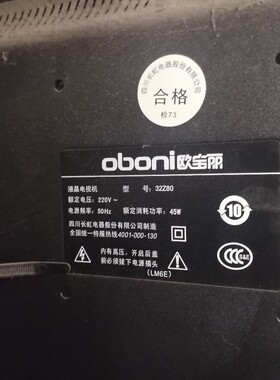 四川长虹电器股份有限公司
合格
检73
oboni欧宝丽
液晶电视机 型 号: 32Z80
额定电压: 220V～
电源频率: 50Hz 额定消耗功率: 45W
四川长虹电器股份有限公司制造
全国统一特服热线4001-000-130
内有高压，开启后盖
前必须拔下电源插头
(LM6E)
10
CCC S&E